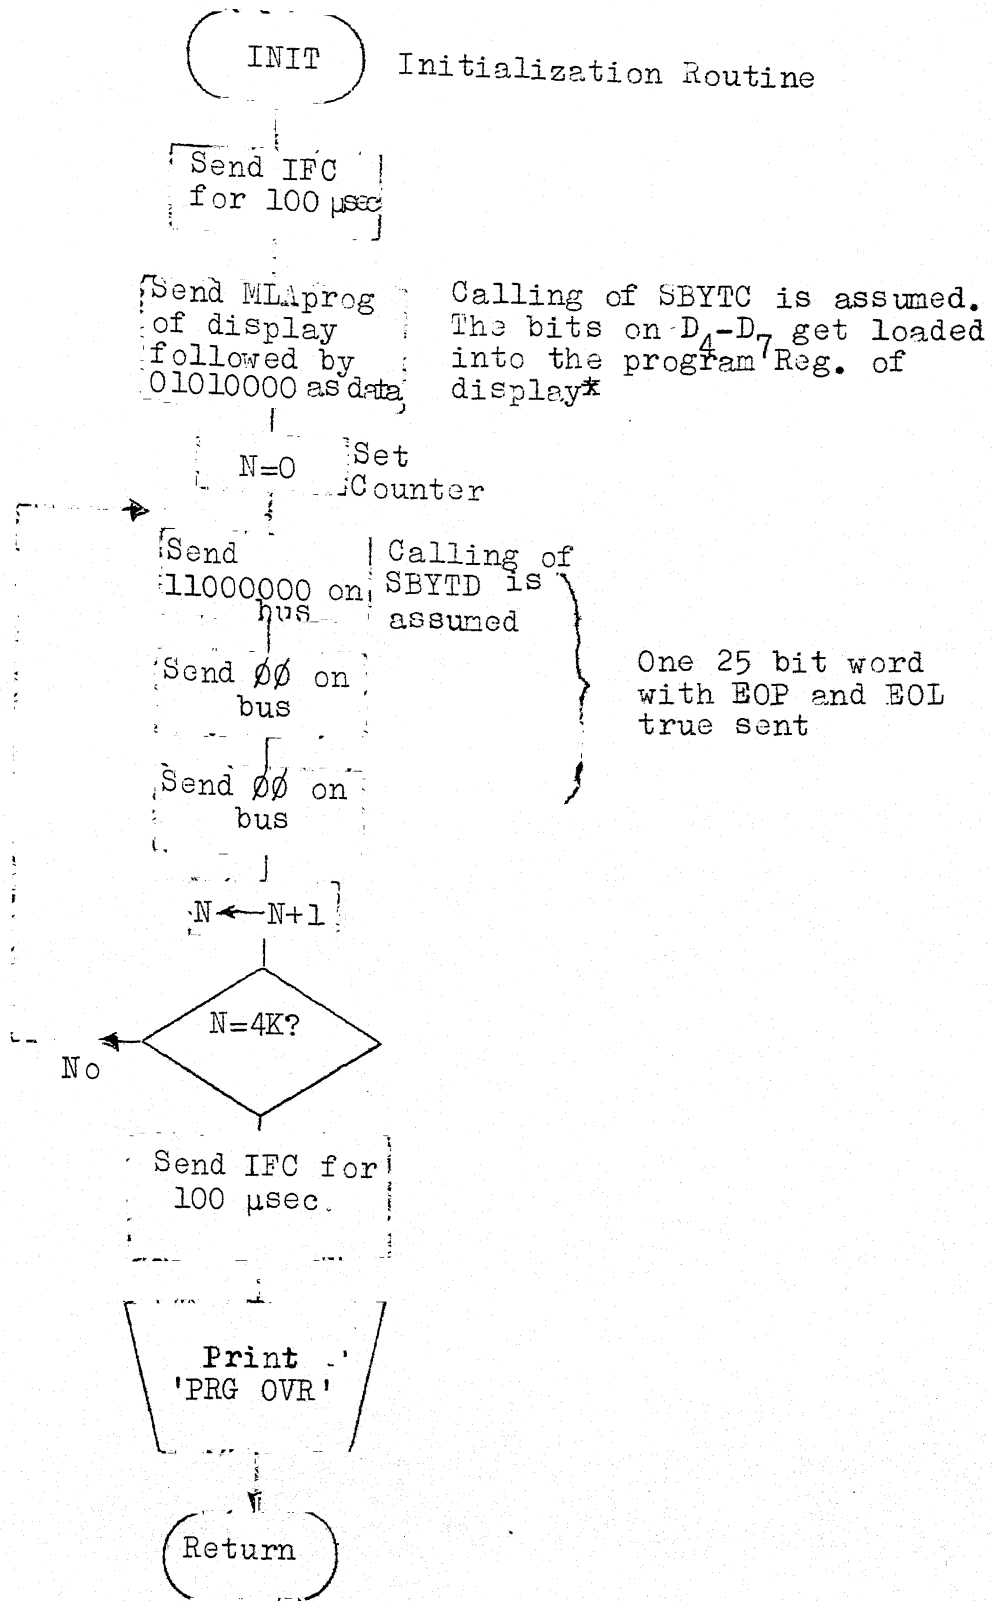 INIT
Initialization Routine
Send IFC
for 100 μsec
Send MLAprog
of display
followed by
01010000 as data
Calling of SBYTC is assumed.
The bits on D4-D7 get loaded
into the program Reg. of
display*
N=0
Set
Counter
Send
11000000 on
bus
Calling of
SBYTD is
assumed
Send ØØ on
bus
One 25 bit word
with EOP and EOL
true sent
Send ØØ on
bus
N←N+1
N=4K?
No
Send IFC for
100 μsec.
Print
'PRG OVR'
Return